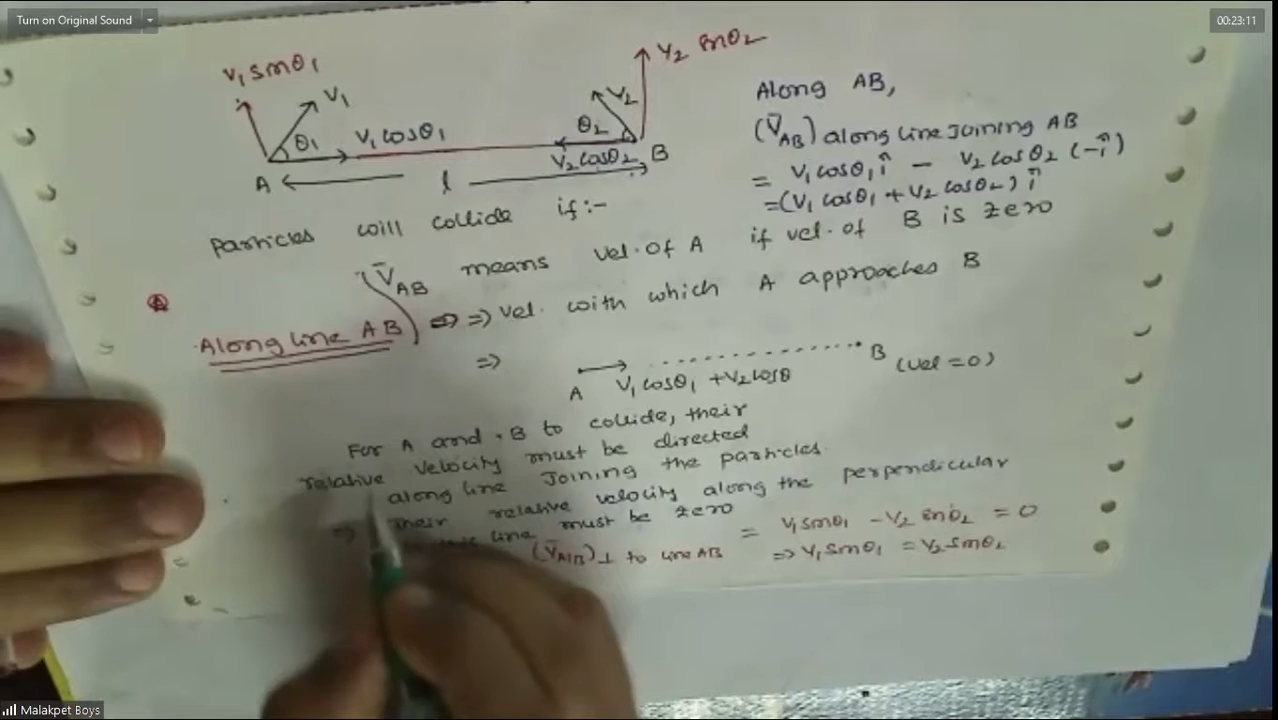 Turn on Original Sound
00:23:11
V₁ sinθ₁
V₁
θ₁
V₁ cosθ₁
V₂ sinθ₂
V₂
θ₂
V₂ cosθ₂
A
B
l
Along AB,
(V̄AB) along line joining AB
= V₁ cosθ₁ î − V₂ cosθ₂ (−î)
=(V₁ cosθ₁ + V₂ cosθ₂) î
Particles will collide if:-
V̄AB means vel. of A if vel. of B is zero
Along line AB) => vel. with which A approaches B
=>
A
V₁ cosθ₁ + V₂ cosθ
B (vel = 0)
For A and B to collide, their
relative velocity must be directed
along line joining the particles.
=> their relative velocity along the perpendicular
line must be zero
(V̄A|B)⊥ to line AB = V₁ sinθ₁ − V₂ sinθ₂ = 0
=> V₁ sinθ₁ = V₂ sinθ₂
Malakpet Boys